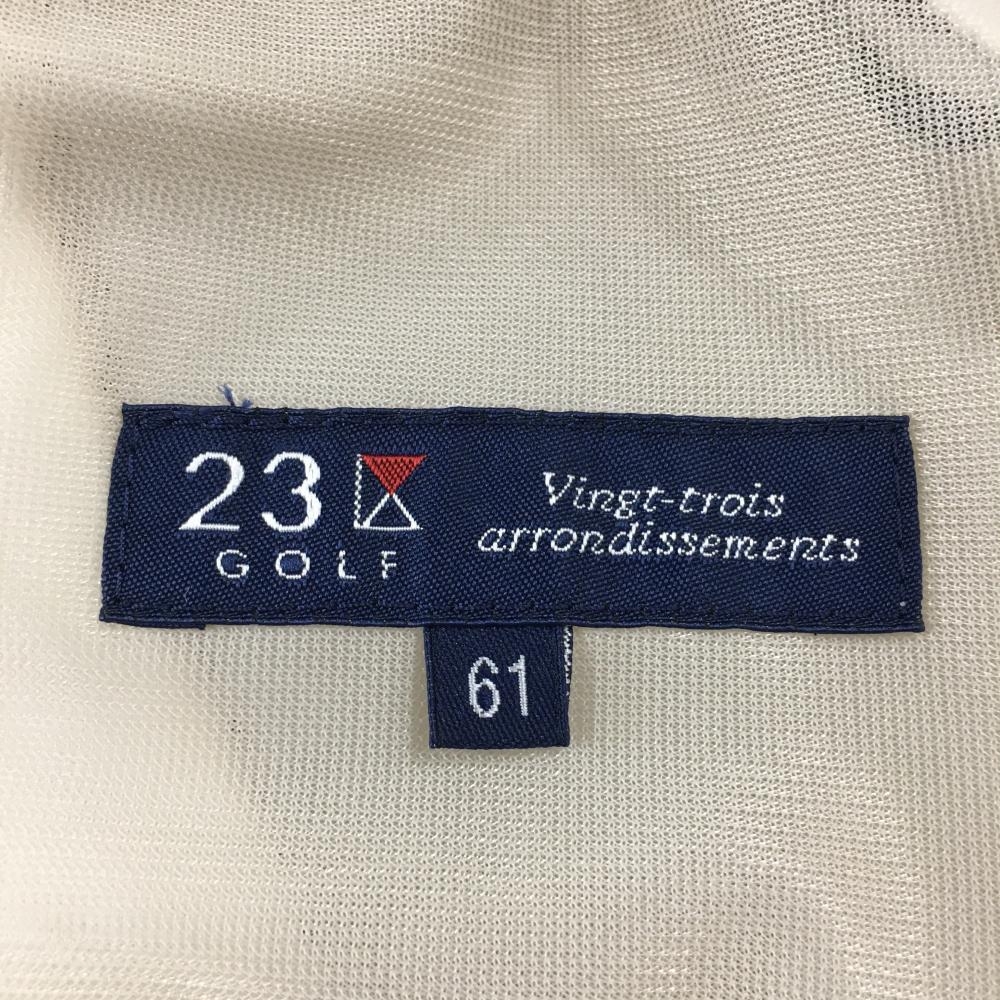 23
GOLF
Vingt-trois
arrondissements
61